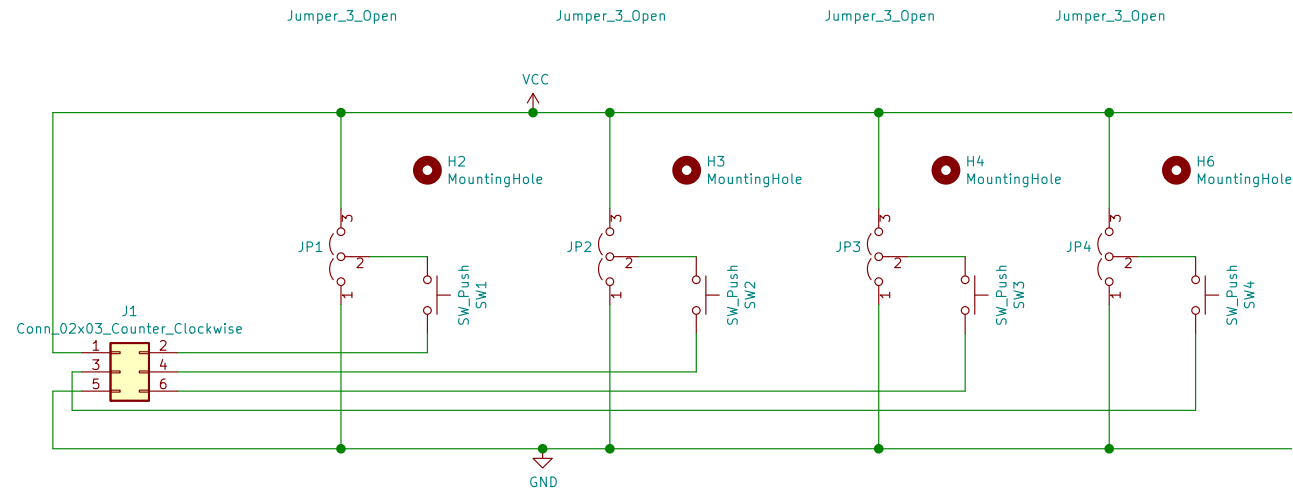 Jumper_3_Open
Jumper_3_Open
Jumper_3_Open
Jumper_3_Open
VCC
H2
MountingHole
H3
MountingHole
H4
MountingHole
H6
MountingHole
3
JP1
2
1
SW_Push
SW1
3
JP2
2
1
SW_Push
SW2
3
JP3
2
1
SW_Push
SW3
3
JP4
2
1
SW_Push
SW4
J1
Conn_02x03_Counter_Clockwise
1 2
3 4
5 6
GND